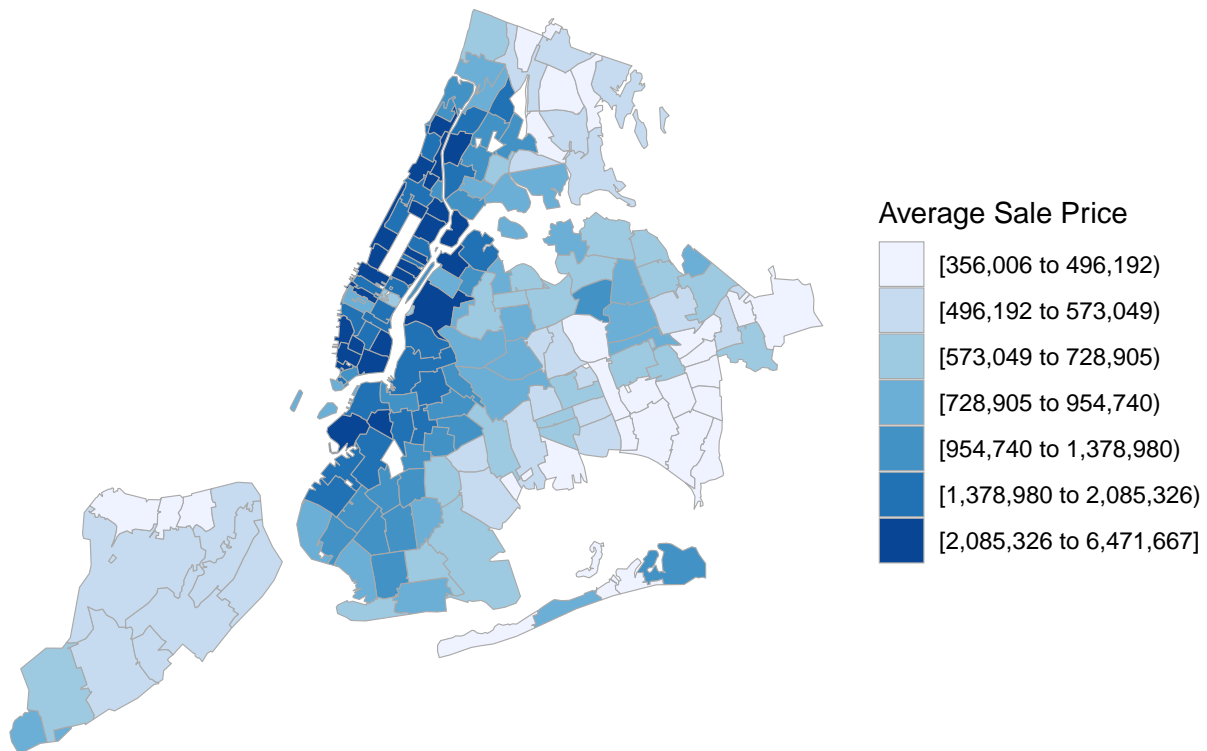 Average Sale Price
[356,006 to 496,192)
[496,192 to 573,049)
[573,049 to 728,905)
[728,905 to 954,740)
[954,740 to 1,378,980)
[1,378,980 to 2,085,326)
[2,085,326 to 6,471,667]